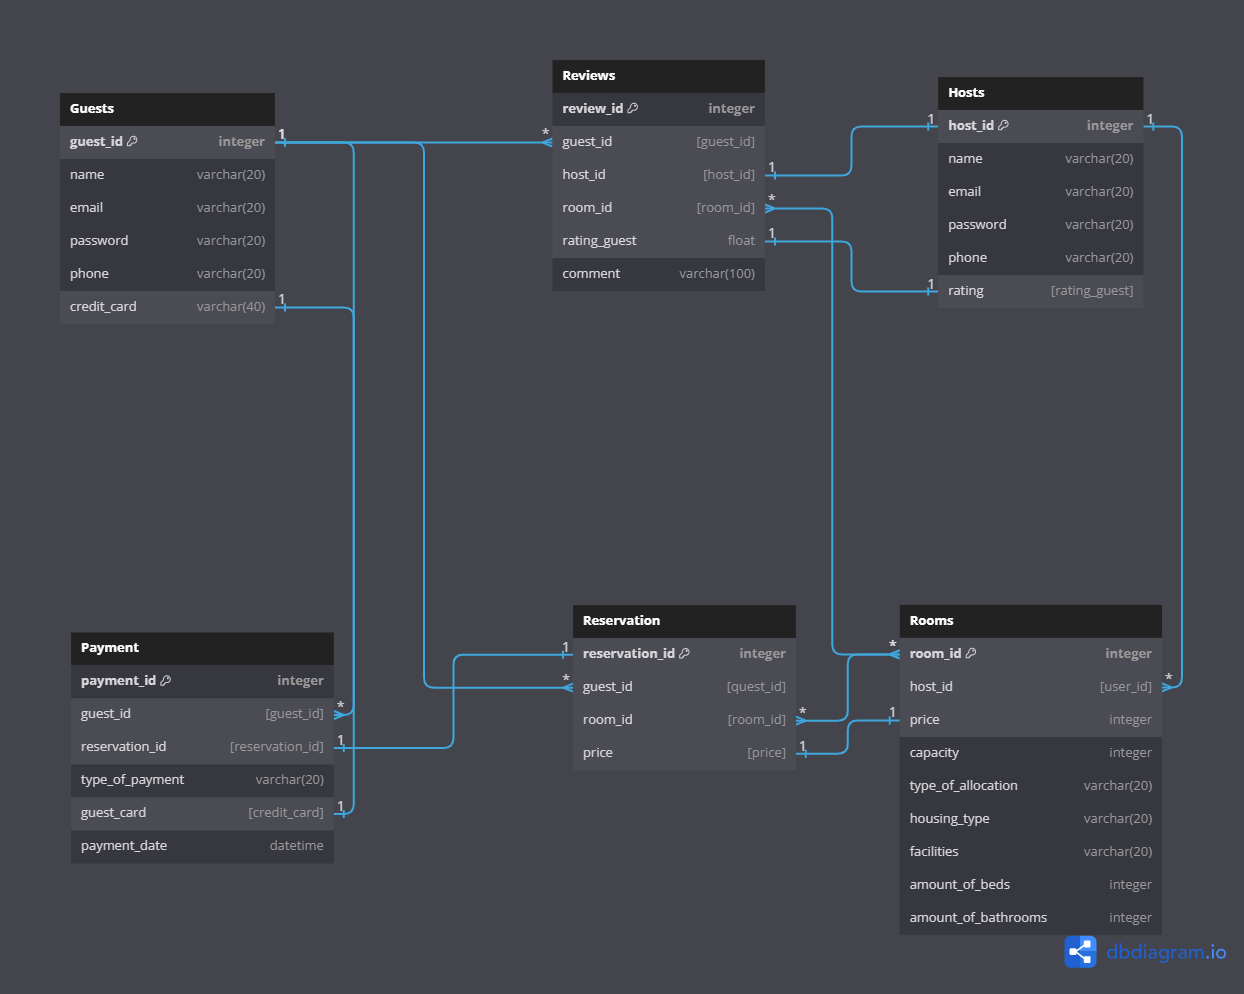 Guests
guest_id integer
name varchar(20)
email varchar(20)
password varchar(20)
phone varchar(20)
credit_card varchar(40)
1
1
Reviews
review_id integer
* guest_id [guest_id]
host_id [host_id] 1
room_id [room_id] *
rating_guest float 1
comment varchar(100)
Hosts
1 host_id integer 1
name varchar(20)
email varchar(20)
password varchar(20)
phone varchar(20)
1 rating [rating_guest]
Payment
payment_id integer
guest_id [guest_id] *
reservation_id [reservation_id] 1
type_of_payment varchar(20)
guest_card [credit_card] 1
payment_date datetime
Reservation
1 reservation_id integer
* guest_id [quest_id]
room_id [room_id] *
price [price] 1
Rooms
* room_id integer
host_id [user_id] *
1 price integer
capacity integer
type_of_allocation varchar(20)
housing_type varchar(20)
facilities varchar(20)
amount_of_beds integer
amount_of_bathrooms integer
dbdiagram.io